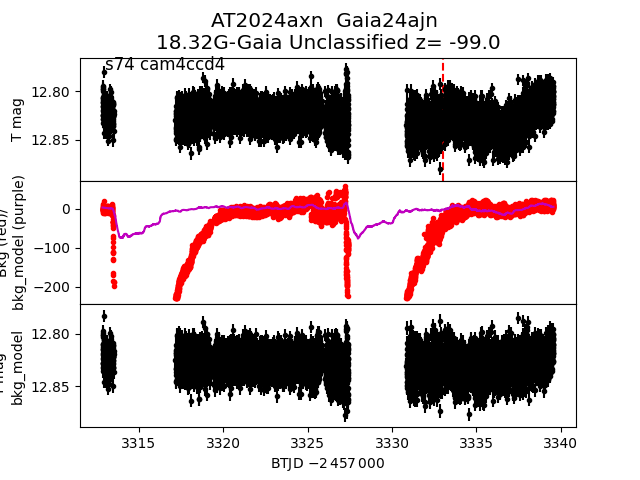 AT2024axn Gaia24ajn
18.32G-Gaia Unclassified z= -99.0
s74 cam4ccd4
T mag
12.80
12.85
Bkg (red)/
bkg_model (purple)
0
−100
−200
bkg_model
12.80
12.85
3315 3320 3325 3330 3335 3340
BTJD −2 457 000